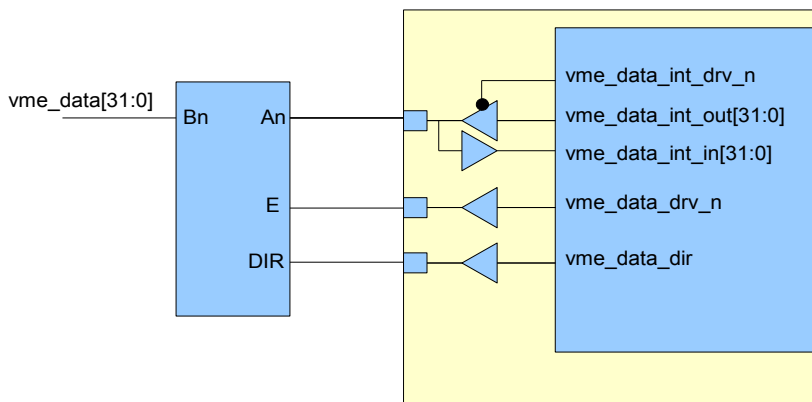 vme_data[31:0]
Bn
An
E
DIR
vme_data_int_drv_n
vme_data_int_out[31:0]
vme_data_int_in[31:0]
vme_data_drv_n
vme_data_dir